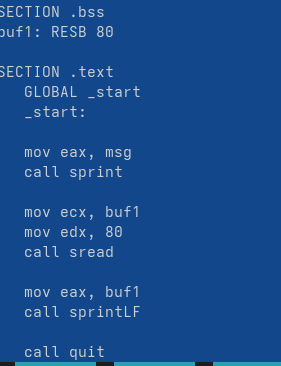 SECTION .bss
buf1: RESB 80
SECTION .text
GLOBAL _start
_start:
mov eax, msg
call sprint
mov ecx, buf1
mov edx, 80
call sread
mov eax, buf1
call sprintLF
call quit